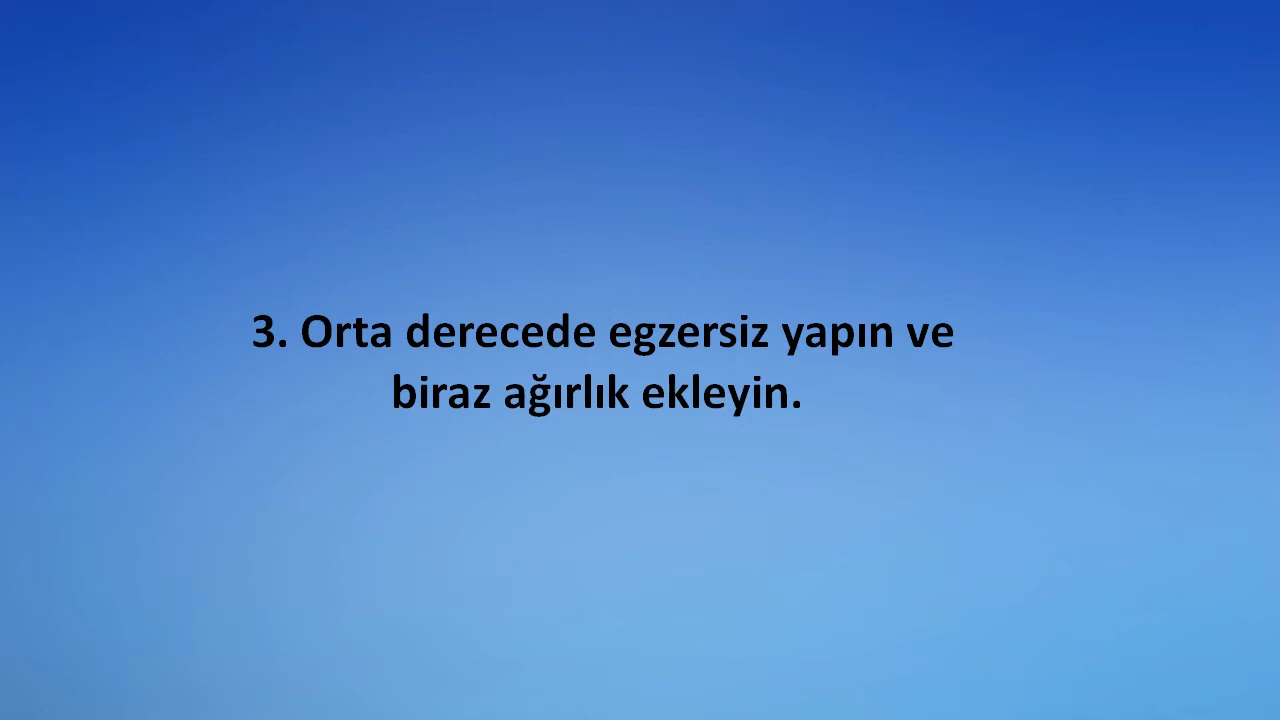 3. Orta derecede egzersiz yapın ve
biraz ağırlık ekleyin.